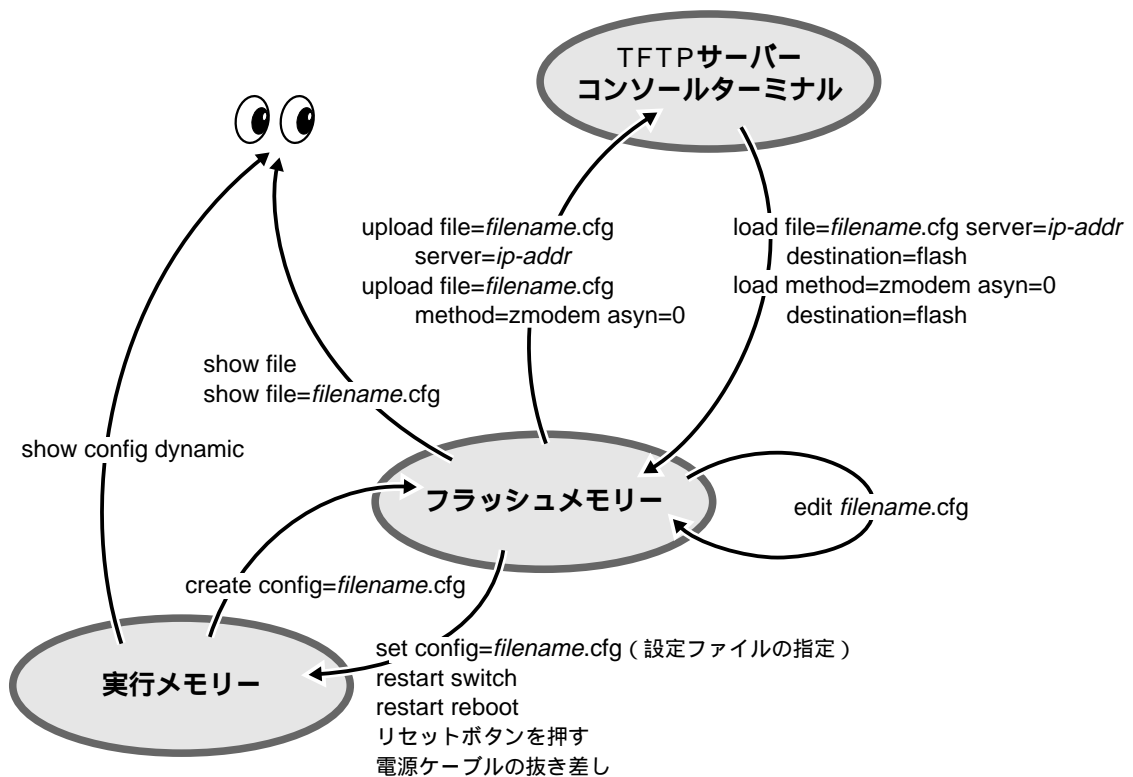 TFTPサーバー
コンソールターミナル
upload file=filename.cfg
server=ip-addr
upload file=filename.cfg
method=zmodem asyn=0
load file=filename.cfg server=ip-addr
destination=flash
load method=zmodem asyn=0
destination=flash
show file
show file=filename.cfg
show config dynamic
フラッシュメモリー
edit filename.cfg
create config=filename.cfg
実行メモリー
set config=filename.cfg（設定ファイルの指定）
restart switch
restart reboot
リセットボタンを押す
電源ケーブルの抜き差し